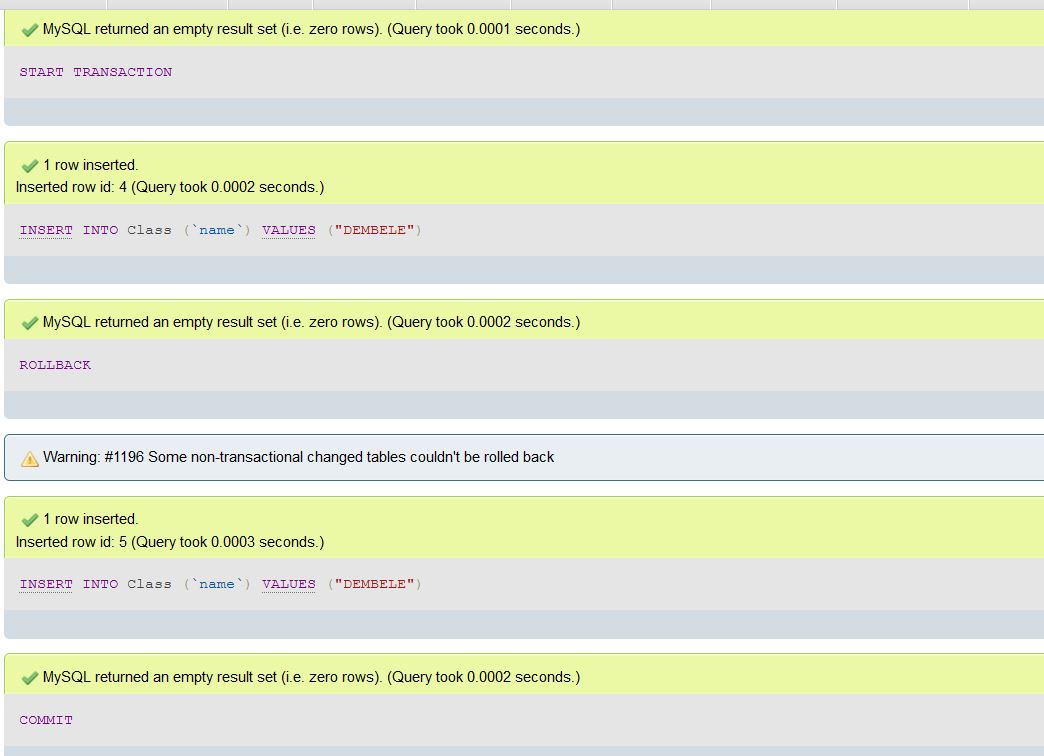 MySQL returned an empty result set (i.e. zero rows). (Query took 0.0001 seconds.)
START TRANSACTION
1 row inserted.
Inserted row id: 4 (Query took 0.0002 seconds.)
INSERT INTO Class (`name`) VALUES ("DEMBELE")
MySQL returned an empty result set (i.e. zero rows). (Query took 0.0002 seconds.)
ROLLBACK
Warning: #1196 Some non-transactional changed tables couldn't be rolled back
1 row inserted.
Inserted row id: 5 (Query took 0.0003 seconds.)
INSERT INTO Class (`name`) VALUES ("DEMBELE")
MySQL returned an empty result set (i.e. zero rows). (Query took 0.0002 seconds.)
COMMIT